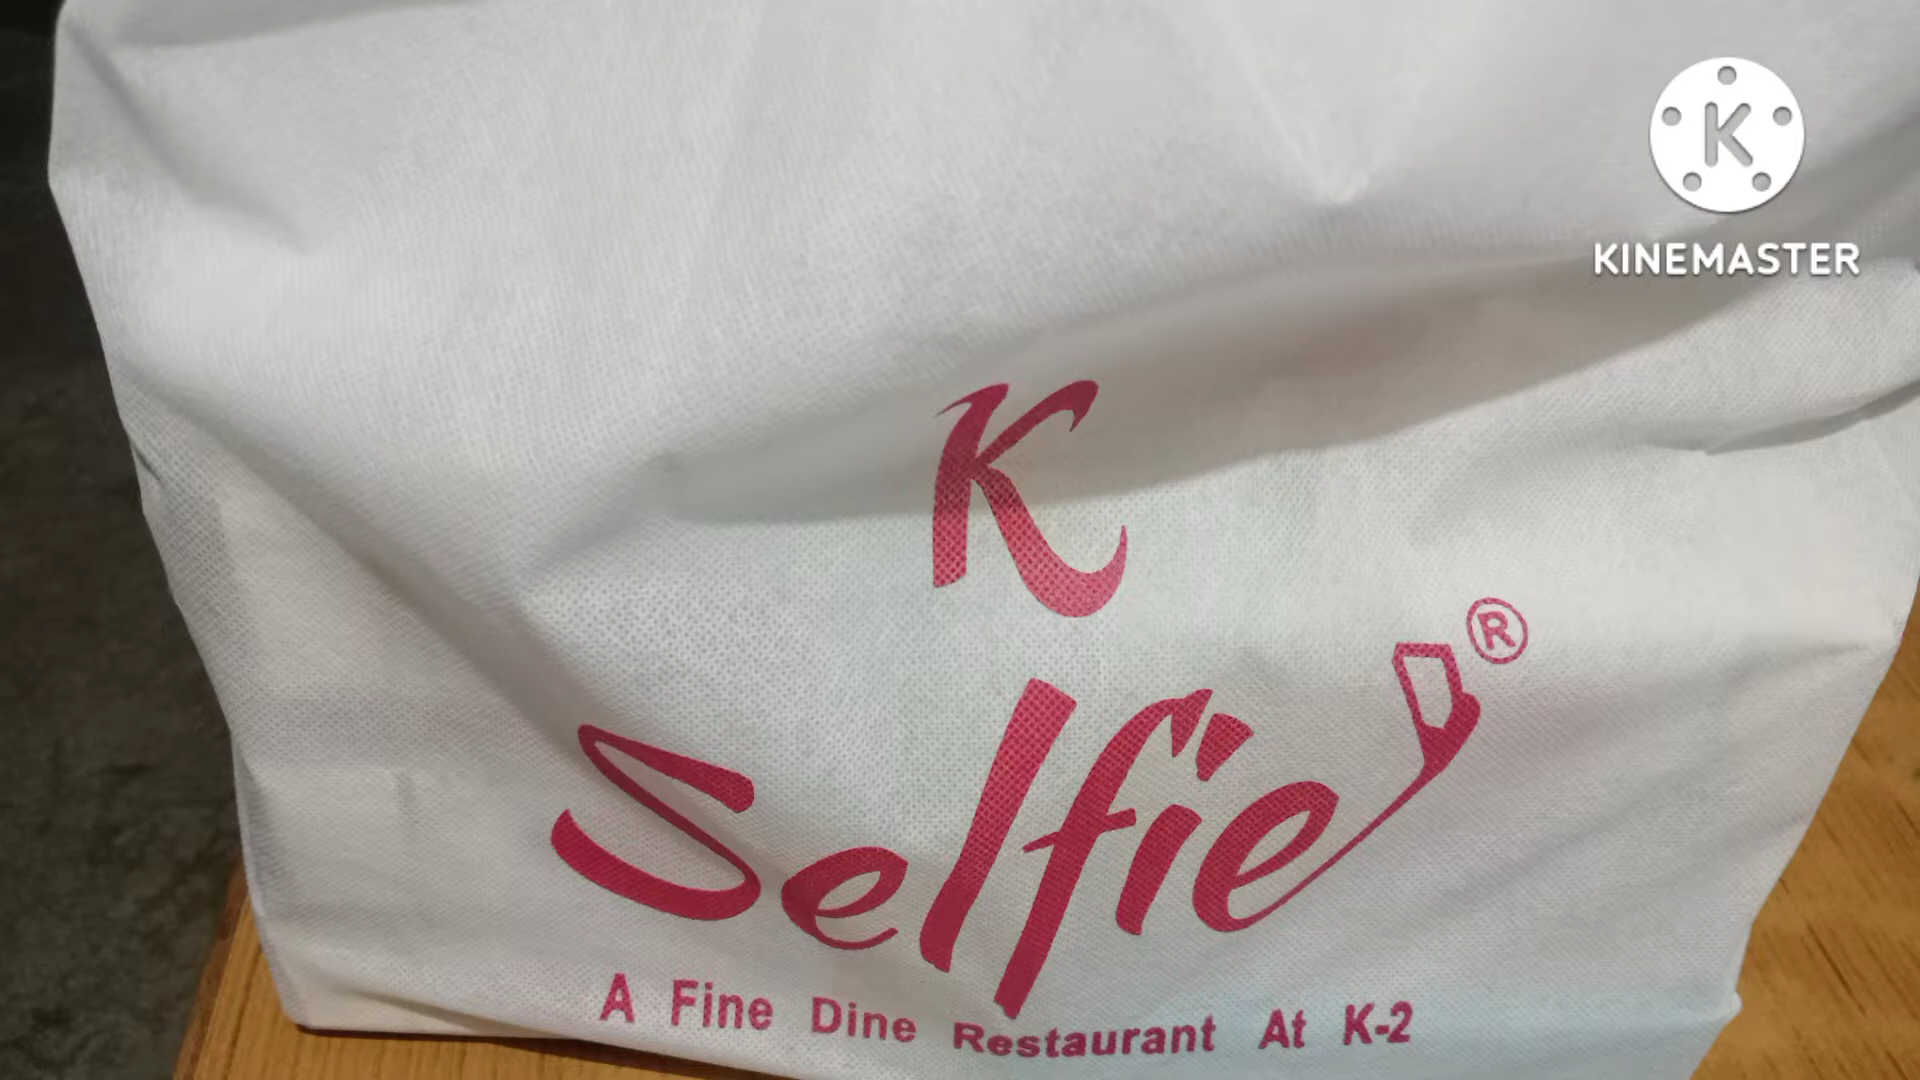 K
KINEMASTER
K
Selfie®
A Fine Dine Restaurant At K-2